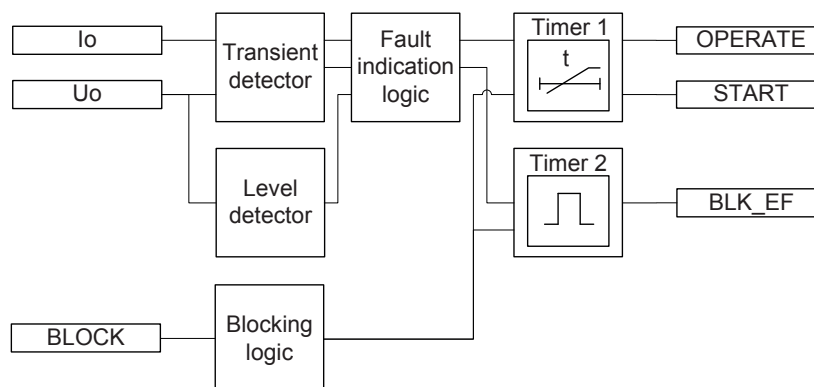 Io
Uo
BLOCK
Transient
detector
Level
detector
Blocking
logic
Fault
indication
logic
Timer 1
t
Timer 2
OPERATE
START
BLK_EF